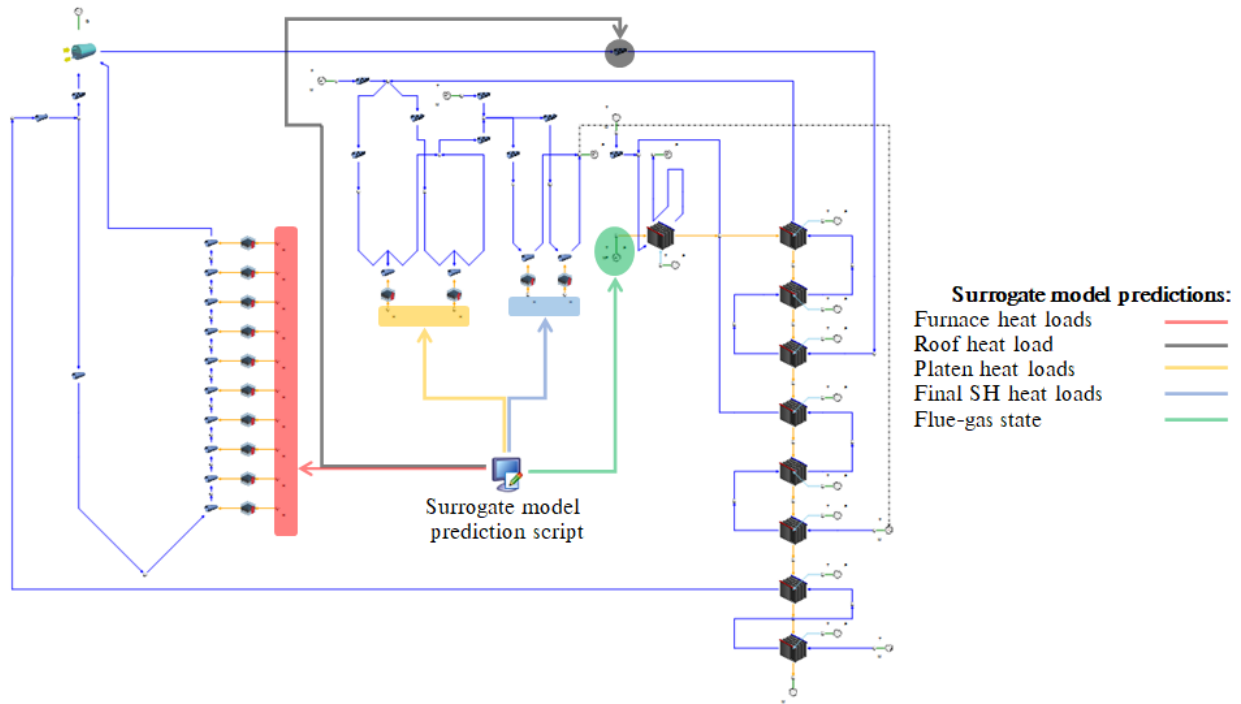 Surrogate model predictions:
Furnace heat loads
Roof heat load
Platen heat loads
Final SH heat loads
Flue-gas state
Surrogate model
prediction script